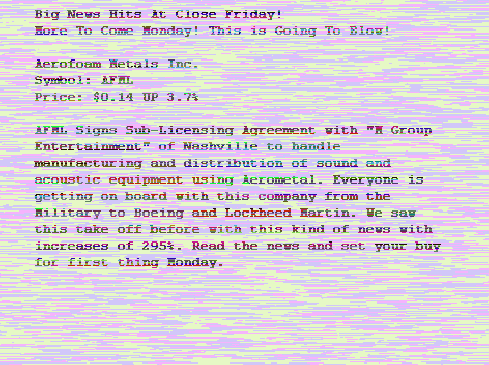 Big News Hits At Close Friday!
More To Come Monday! This is Going To Blow!
Aerofoam Metals Inc.
Symbol: AFML
Price: $0.14 UP 3.7%
AFML Signs Sub-Licensing Agreement with "M Group
Entertainment" of Nashville to handle
manufacturing and distribution of sound and
acoustic equipment using Aerometal. Everyone is
getting on board with this company from the
Military to Boeing and Lockheed Martin. We saw
this take off before with this kind of news with
increases of 295%. Read the news and set your buy
for first thing Monday.